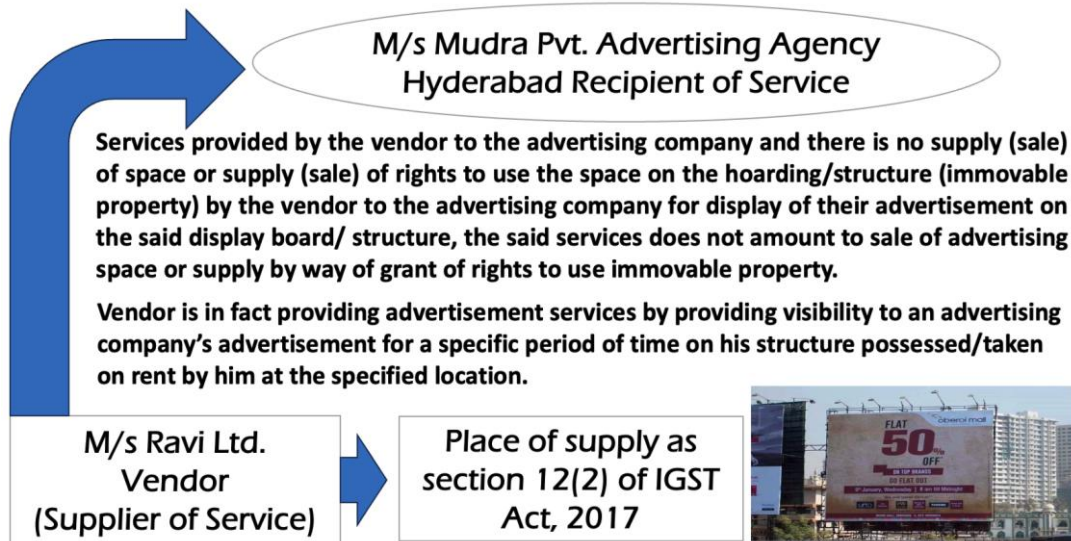 M/s Mudra Pvt. Advertising Agency
Hyderabad Recipient of Service
Services provided by the vendor to the advertising company and there is no supply (sale)
of space or supply (sale) of rights to use the space on the hoarding/structure (immovable
property) by the vendor to the advertising company for display of their advertisement on
the said display board/ structure, the said services does not amount to sale of advertising
space or supply by way of grant of rights to use immovable property.
Vendor is in fact providing advertisement services by providing visibility to an advertising
company's advertisement for a specific period of time on his structure possessed/taken
on rent by him at the specified location.
M/s Ravi Ltd.
Vendor
(Supplier of Service)
Place of supply as
section 12(2) of IGST
Act, 2017
oberoi mall
FLAT
50%
OFF
ON TOP BRANDS
GO FLAT OUT